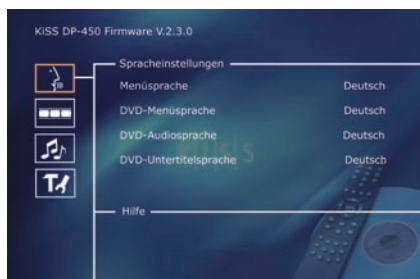 KiSS DP-450 Firmware V.2.3.0
Spracheinstellungen
Menüsprache Deutsch
DVD-Menüsprache Deutsch
DVD-Audiosprache Deutsch
DVD-Untertitelsprache Deutsch
Hilfe